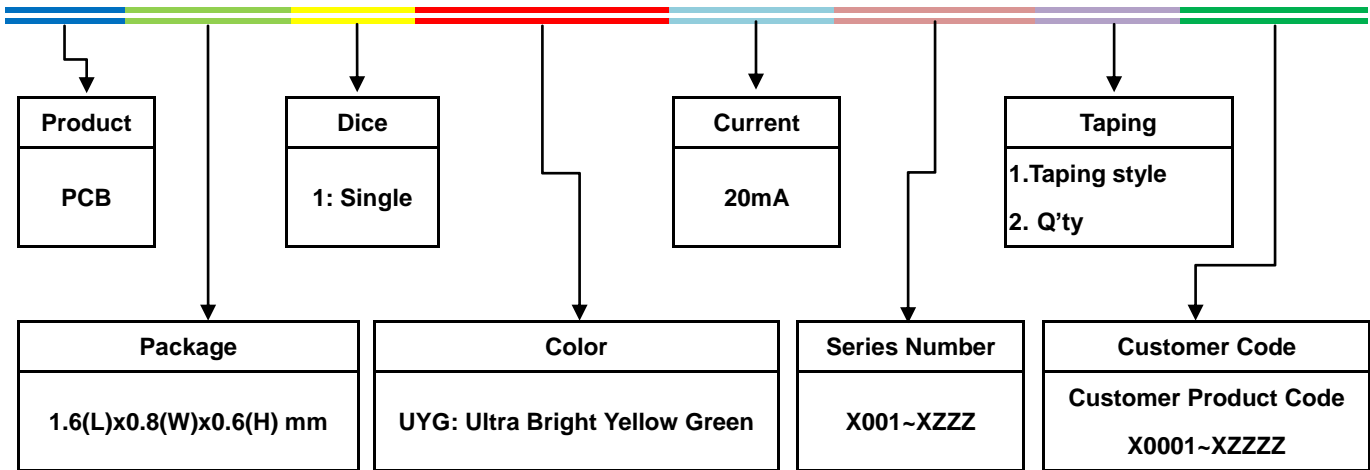 Product
PCB
Dice
1: Single
Current
20mA
Taping
1.Taping style
2. Q’ty
Package
1.6(L)x0.8(W)x0.6(H) mm
Color
UYG: Ultra Bright Yellow Green
Series Number
X001~XZZZ
Customer Code
Customer Product Code
X0001~XZZZZ